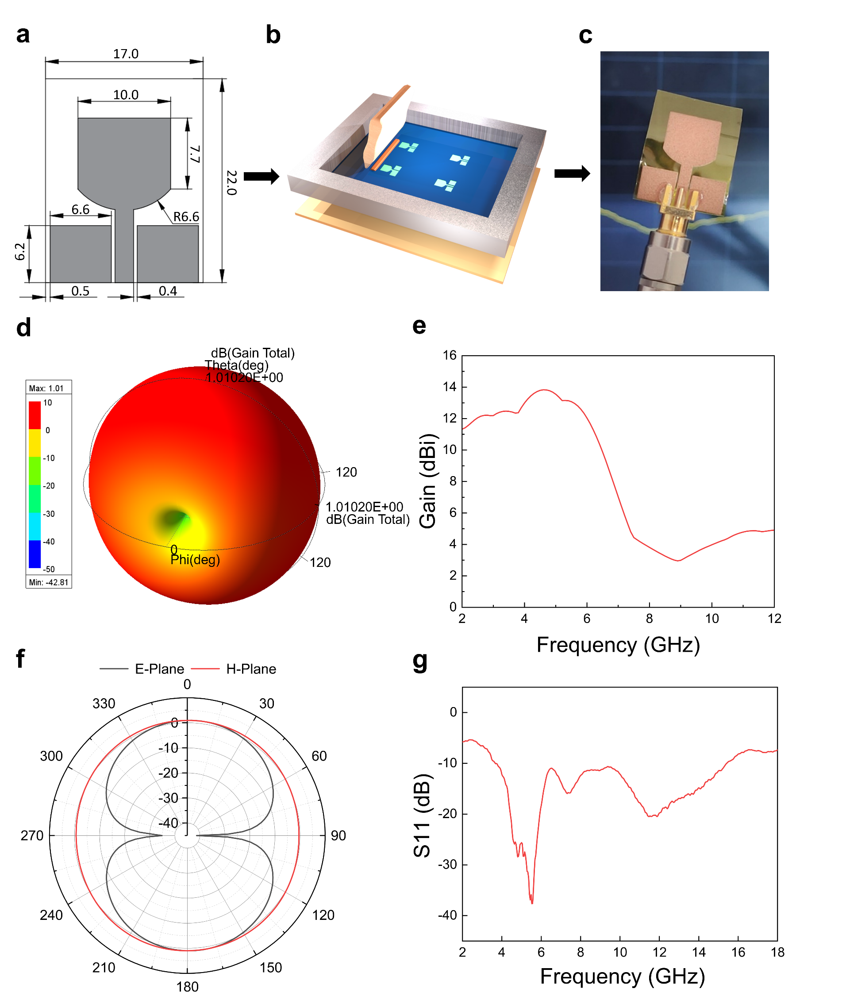 a
17.0
10.0
7.7
22.0
6.6
R6.6
6.2
0.5
0.4
b
c
d
dB(Gain Total)
Theta(deg)
1.01020E+00
Max: 1.01
10
0
-10
-20
-30
-40
-50
Min: -42.81
120
1.01020E+00
dB(Gain Total)
0
Phi(deg)
120
e
16
14
12
10
8
6
4
2
0
2 4 6 8 10 12
Gain (dBi)
Frequency (GHz)
f
E-Plane H-Plane
0
330 30
300 60
270 90
240 120
210 150
180
0
-10
-20
-30
-40
g
0
-10
-20
-30
-40
2 4 6 8 10 12 14 16 18
S11 (dB)
Frequency (GHz)